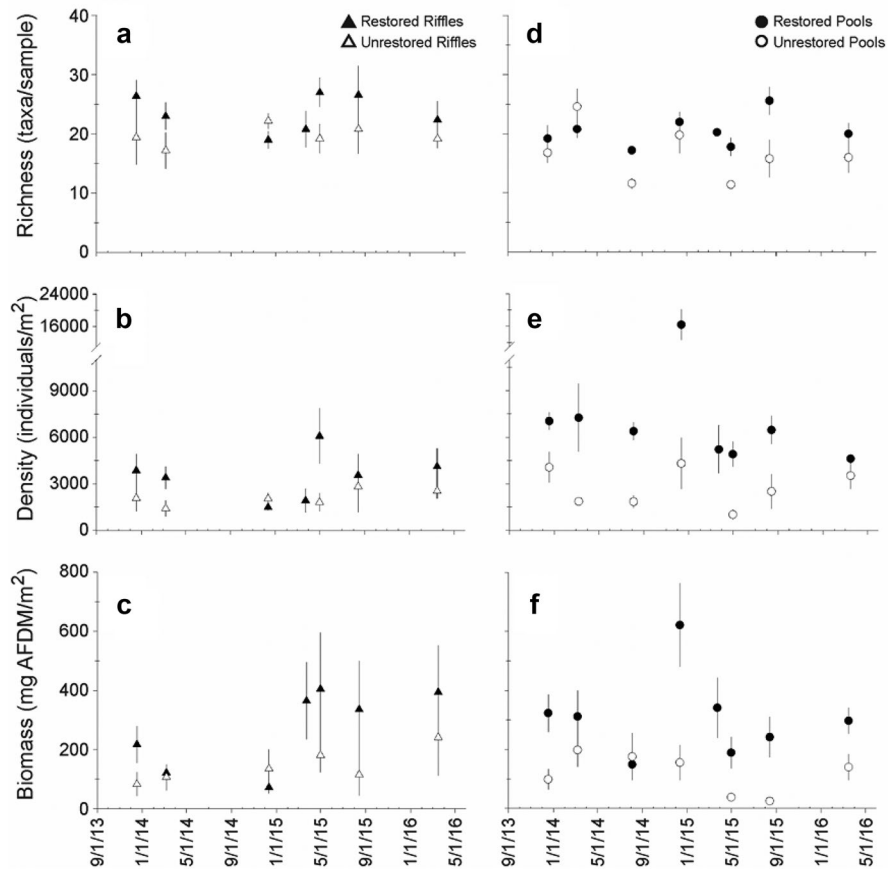 a
▲ Restored Riffles
△ Unrestored Riffles
Richness (taxa/sample)
40
30
20
10
0
d
● Restored Pools
○ Unrestored Pools
b
Density (individuals/m²)
24000
16000
9000
6000
3000
0
e
c
Biomass (mg AFDM/m²)
800
600
400
200
0
f
9/1/13
1/1/14
5/1/14
9/1/14
1/1/15
5/1/15
9/1/15
1/1/16
5/1/16
9/1/13
1/1/14
5/1/14
9/1/14
1/1/15
5/1/15
9/1/15
1/1/16
5/1/16